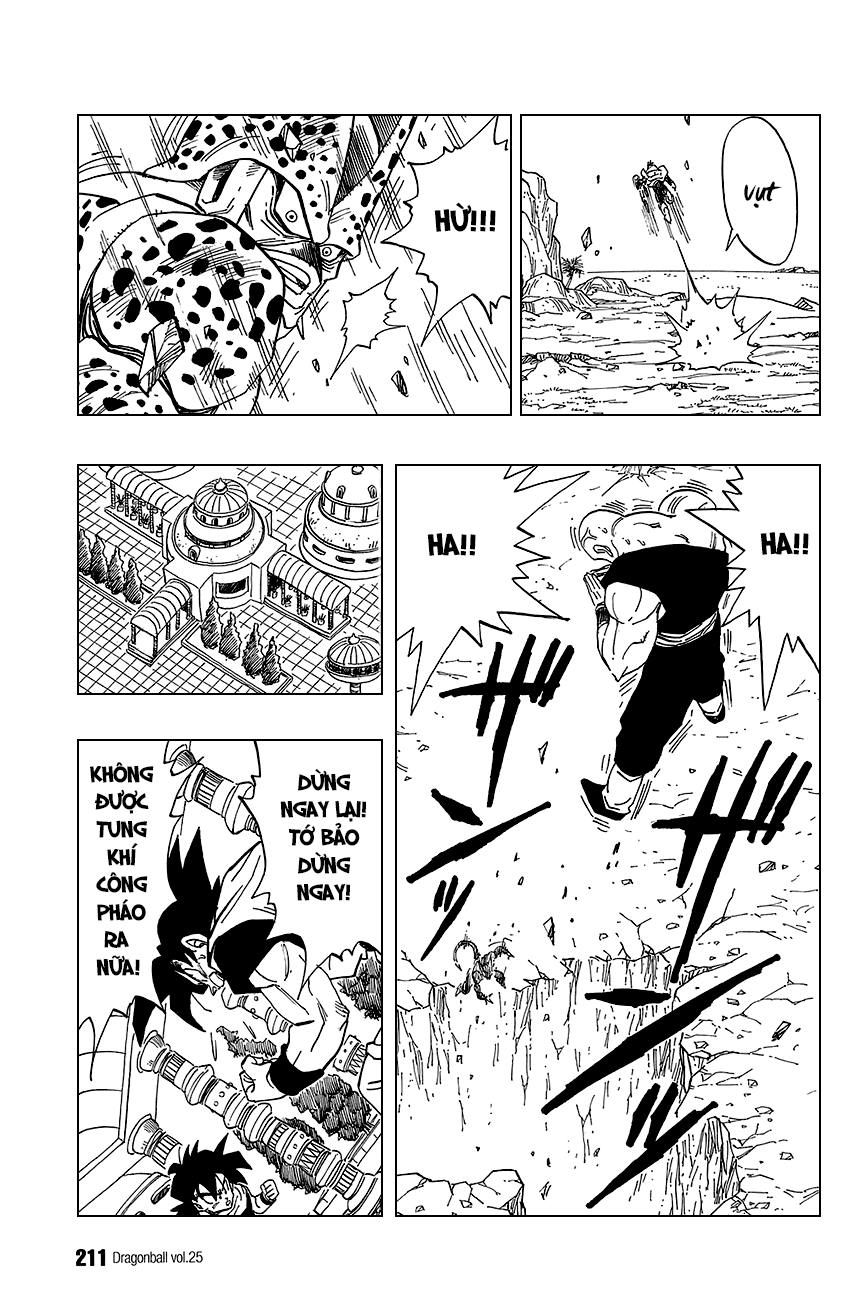 vụt
HỪ!!!
HA!!
HA!!
DỪNG
NGAY LẠI!
TỚ BẢO
DỪNG
NGAY!
KHÔNG
ĐƯỢC
TUNG
KHÍ
CÔNG
PHÁO
RA
NỮA!
211 Dragonball vol.25